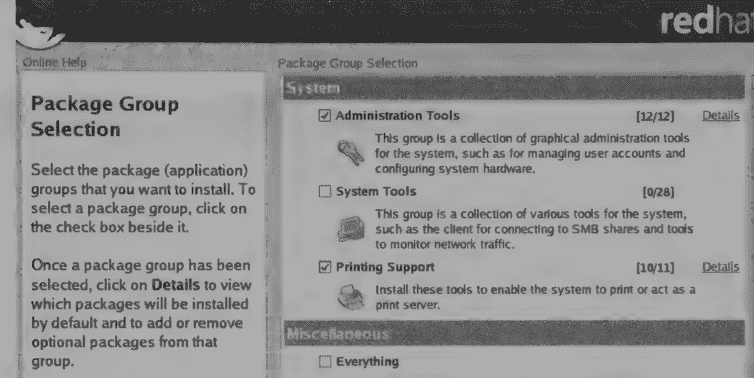 redha
Online Help
Package Group Selection
Package Group
Selection
Select the package (application)
groups that you want to install. To
select a package group, click on
the check box beside it.
Once a package group has been
selected, click on Details to view
which packages will be installed
by default and to add or remove
optional packages from that
group.
System
Administration Tools [12/12] Details
This group is a collection of graphical administration tools
for the system, such as for managing user accounts and
configuring system hardware.
System Tools [0/28]
This group is a collection of various tools for the system,
such as the client for connecting to SMB shares and tools
to monitor network traffic.
Printing Support [10/11] Details
Install these tools to enable the system to print or act as a
print server.
Miscellaneous
Everything